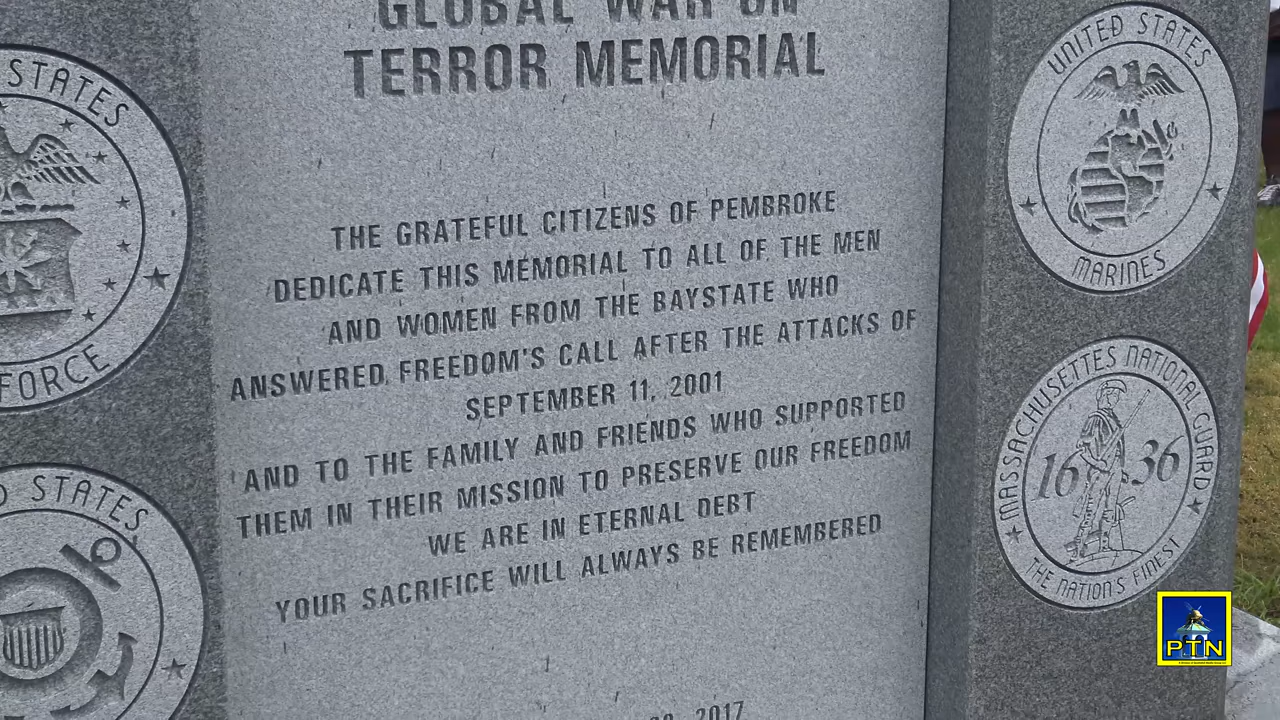 GLOBAL WAR ON
TERROR MEMORIAL
THE GRATEFUL CITIZENS OF PEMBROKE
DEDICATE THIS MEMORIAL TO ALL OF THE MEN
AND WOMEN FROM THE BAYSTATE WHO
ANSWERED FREEDOM'S CALL AFTER THE ATTACKS OF
SEPTEMBER 11, 2001
AND TO THE FAMILY AND FRIENDS WHO SUPPORTED
THEM IN THEIR MISSION TO PRESERVE OUR FREEDOM
WE ARE IN ETERNAL DEBT
YOUR SACRIFICE WILL ALWAYS BE REMEMBERED
2017
STATES
FORCE
STATES
UNITED STATES
MARINES
MASSACHUSETTES NATIONAL GUARD
1636
THE NATION'S FINEST
PTN